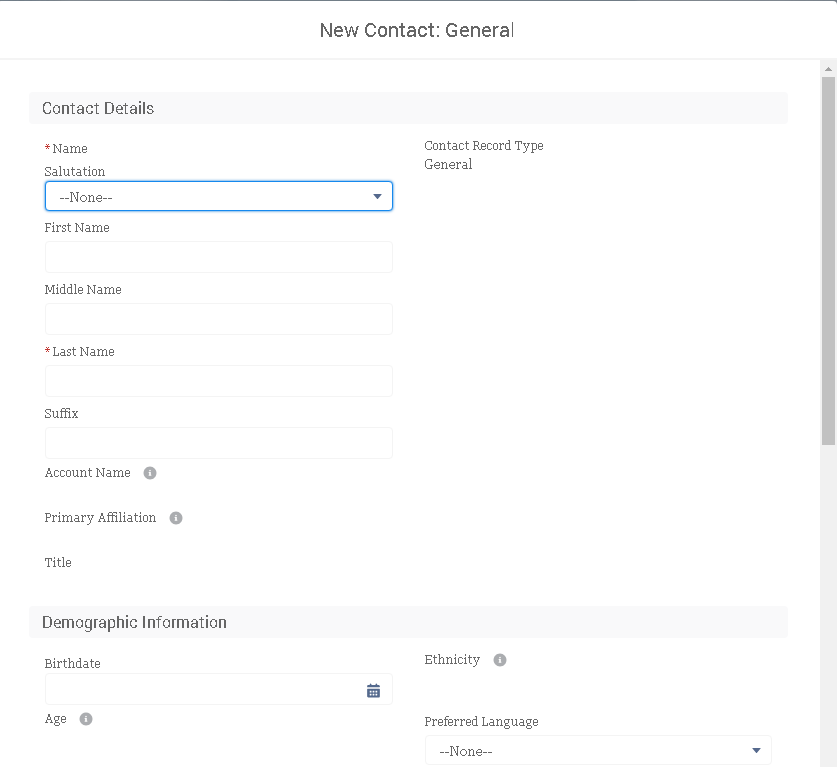 New Contact: General
Contact Details
*Name
Salutation
--None--
First Name
Middle Name
*Last Name
Suffix
Account Name
Primary Affiliation
Title
Contact Record Type
General
Demographic Information
Birthdate
Age
Ethnicity
Preferred Language
--None--